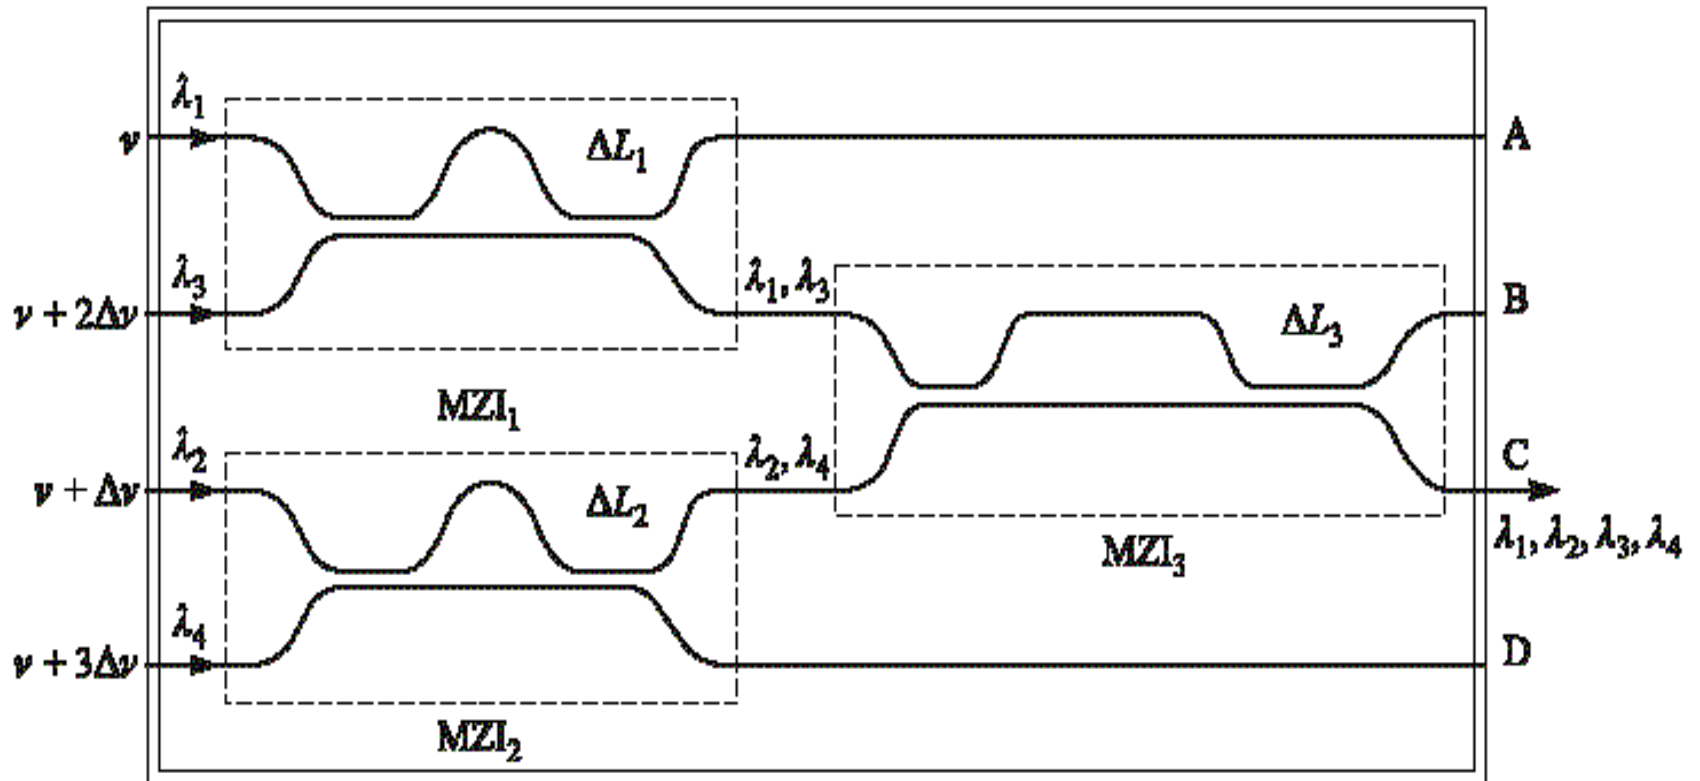 λ₁
ν
ΔL₁
A
λ₃
ν + 2Δν
λ₁, λ₃
B
ΔL₃
MZI₁
λ₂
ν + Δν
ΔL₂
λ₂, λ₄
C
λ₁, λ₂, λ₃, λ₄
MZI₃
λ₄
ν + 3Δν
D
MZI₂